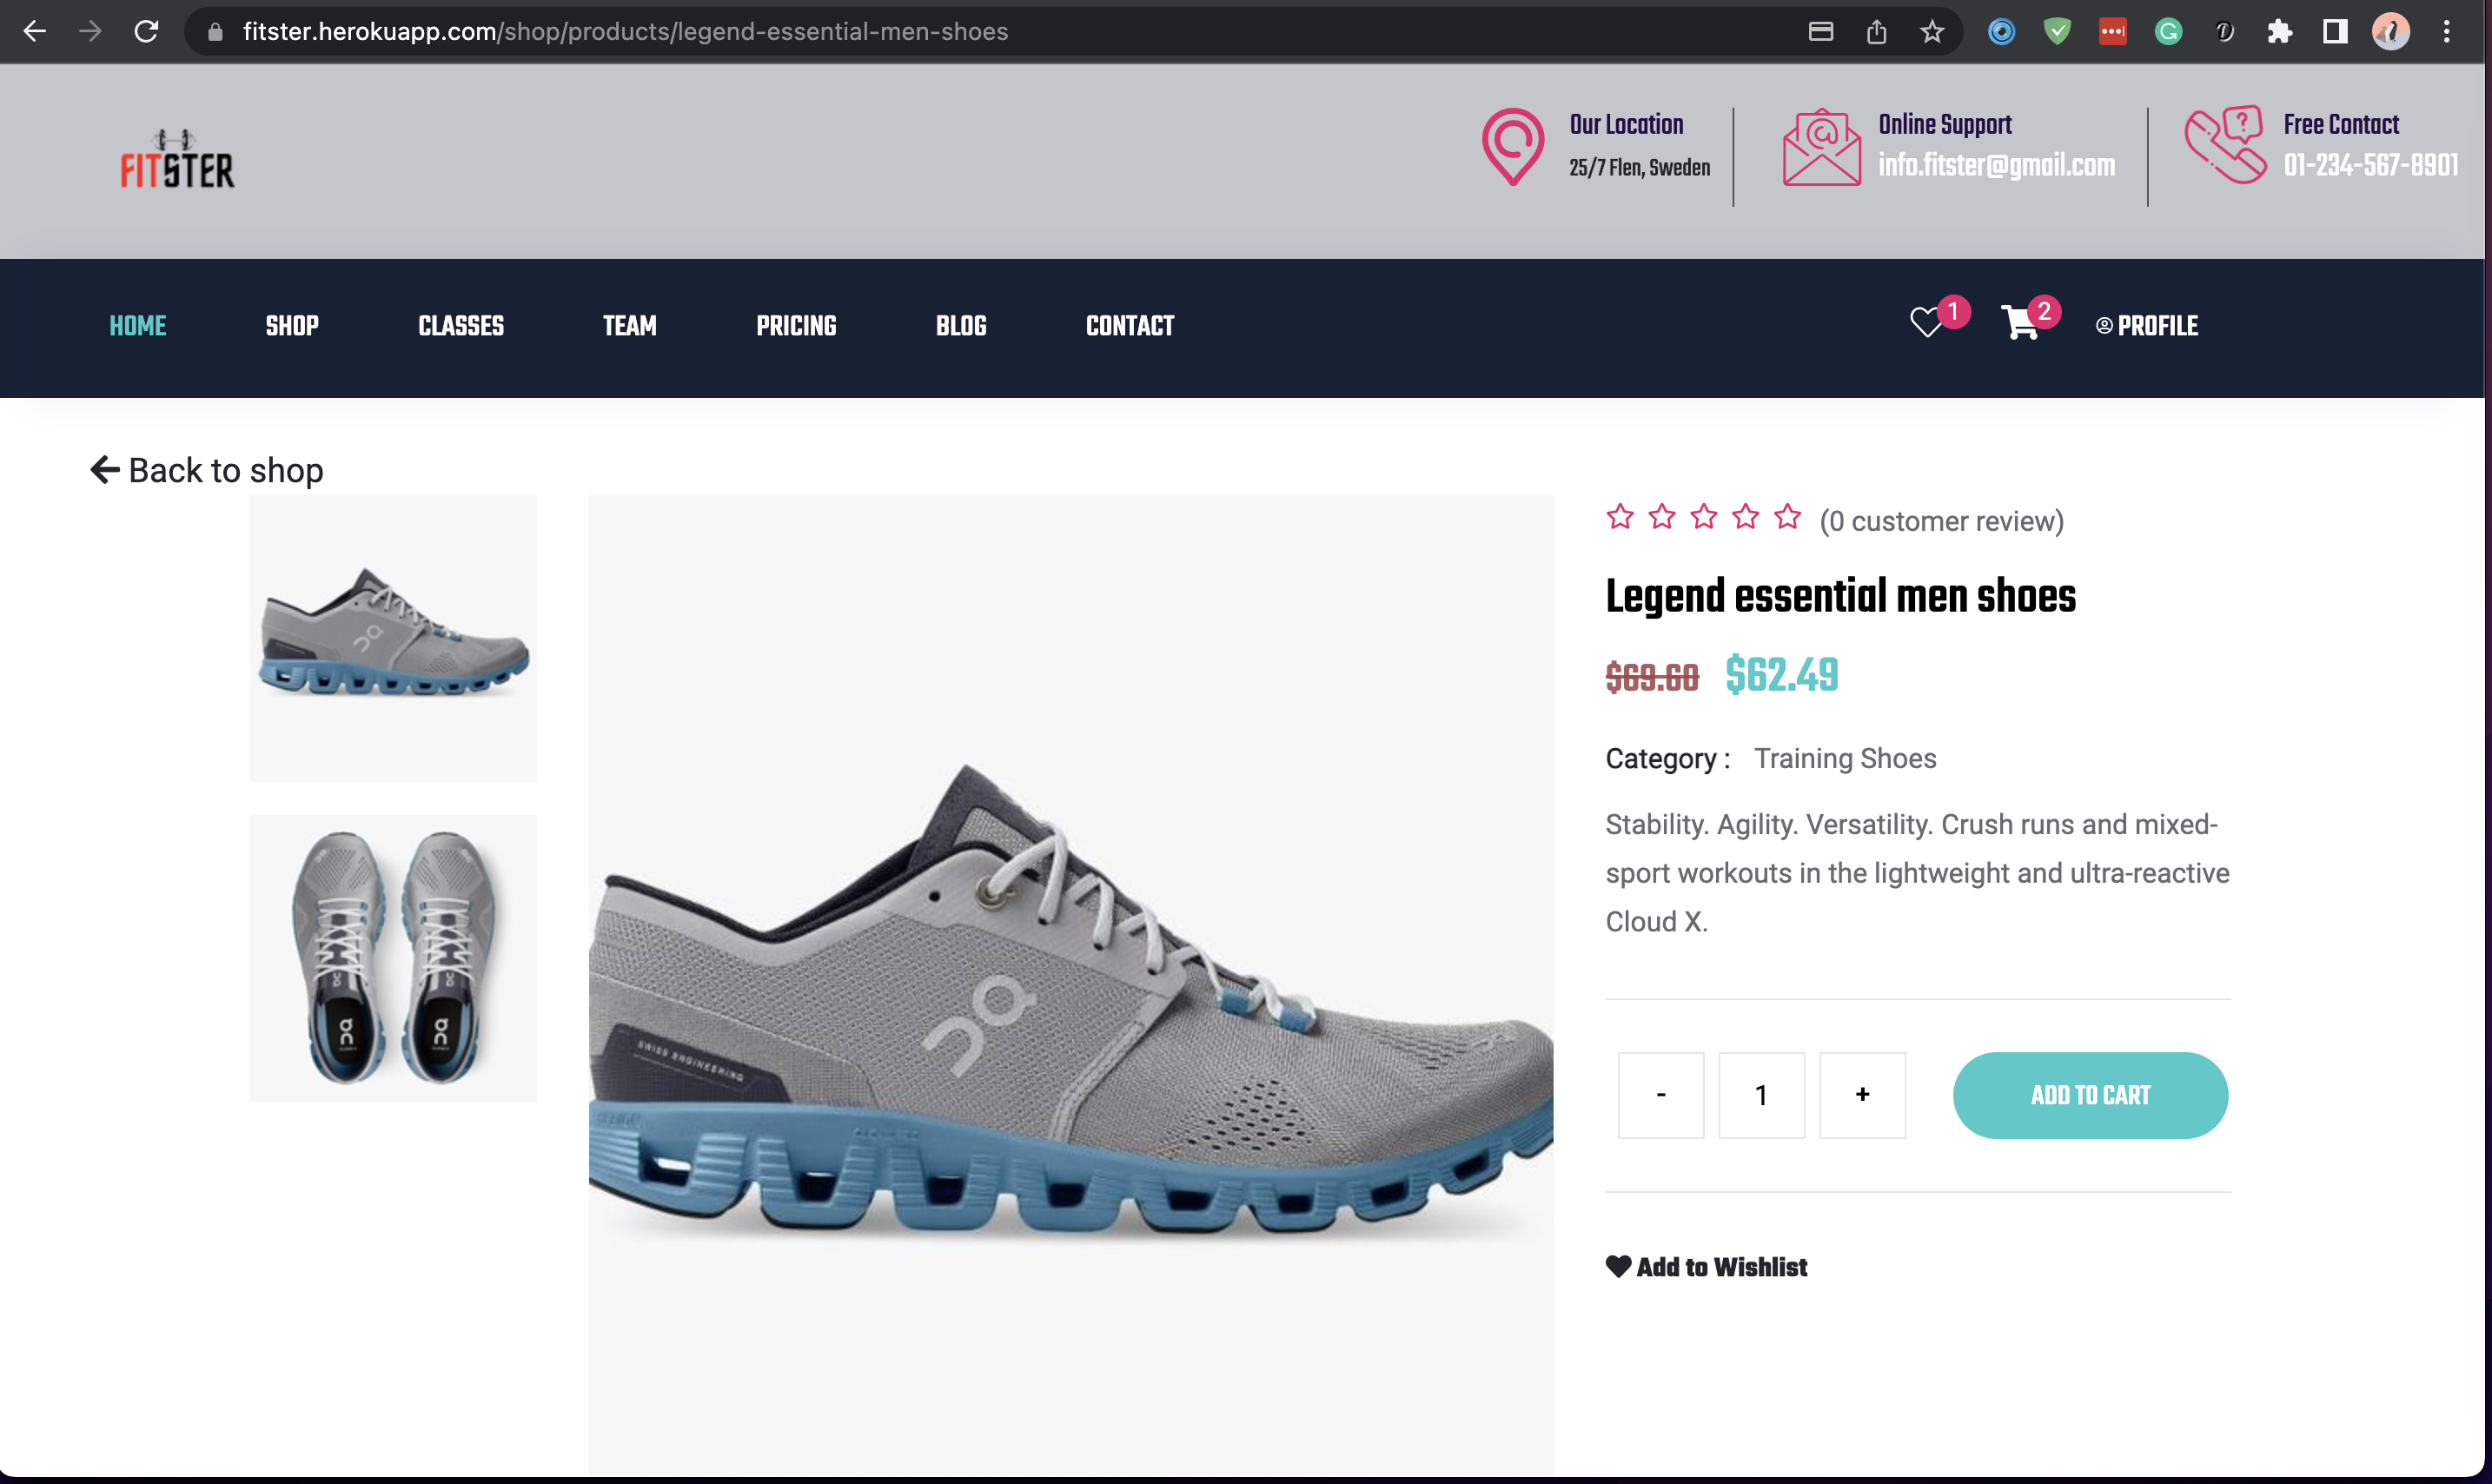 fitster.herokuapp.com/shop/products/legend-essential-men-shoes
FITSTER
Our Location
25/7 Flen, Sweden
Online Support
info.fitster@gmail.com
Free Contact
01-234-567-8901
HOME
SHOP
CLASSES
TEAM
PRICING
BLOG
CONTACT
1
2
PROFILE
Back to shop
(0 customer review)
Legend essential men shoes
$69.60 $62.49
Category : Training Shoes
Stability. Agility. Versatility. Crush runs and mixed-
sport workouts in the lightweight and ultra-reactive
Cloud X.
SWISS ENGINEERING
-
1
+
ADD TO CART
Add to Wishlist